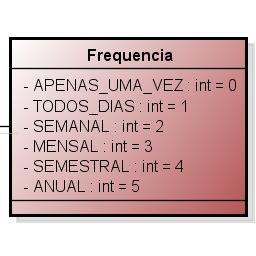 Frequencia
- APENAS_UMA_VEZ : int = 0
- TODOS_DIAS : int = 1
- SEMANAL : int = 2
- MENSAL : int = 3
- SEMESTRAL : int = 4
- ANUAL : int = 5